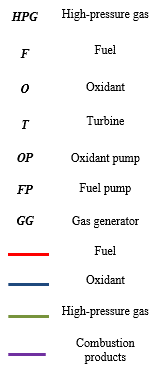 HPG High-pressure gas
F Fuel
O Oxidant
T Turbine
OP Oxidant pump
FP Fuel pump
GG Gas generator
Fuel
Oxidant
High-pressure gas
Combustion
products